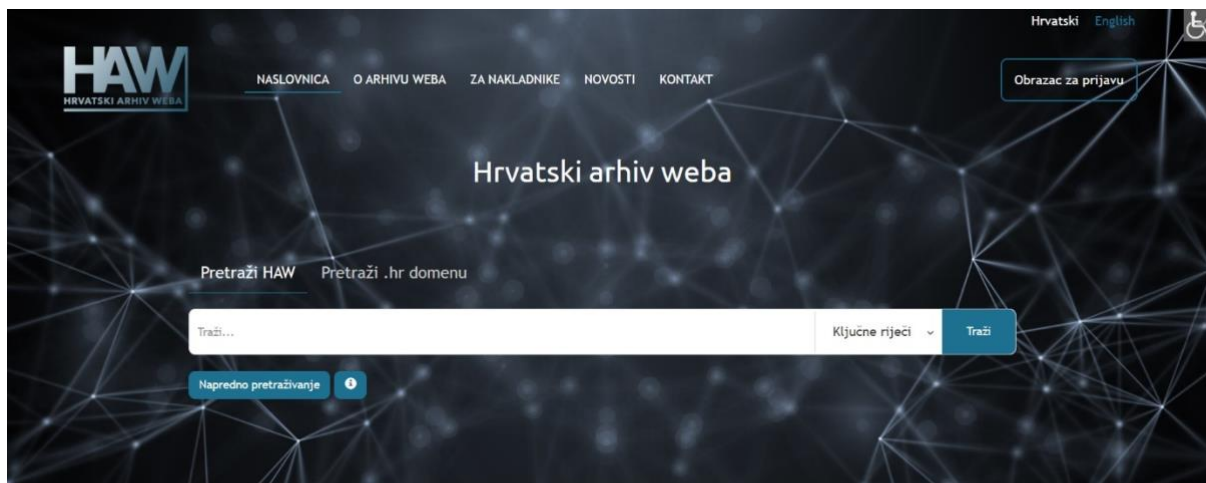 Hrvatski English
HAW
HRVATSKI ARHIV WEBA
NASLOVNICA O ARHIVU WEBA ZA NAKLADNIKE NOVOSTI KONTAKT
Obrazac za prijavu
Hrvatski arhiv weba
Pretraži HAW Pretraži .hr domenu
Traži...
Ključne riječi
Traži
Napredno pretraživanje